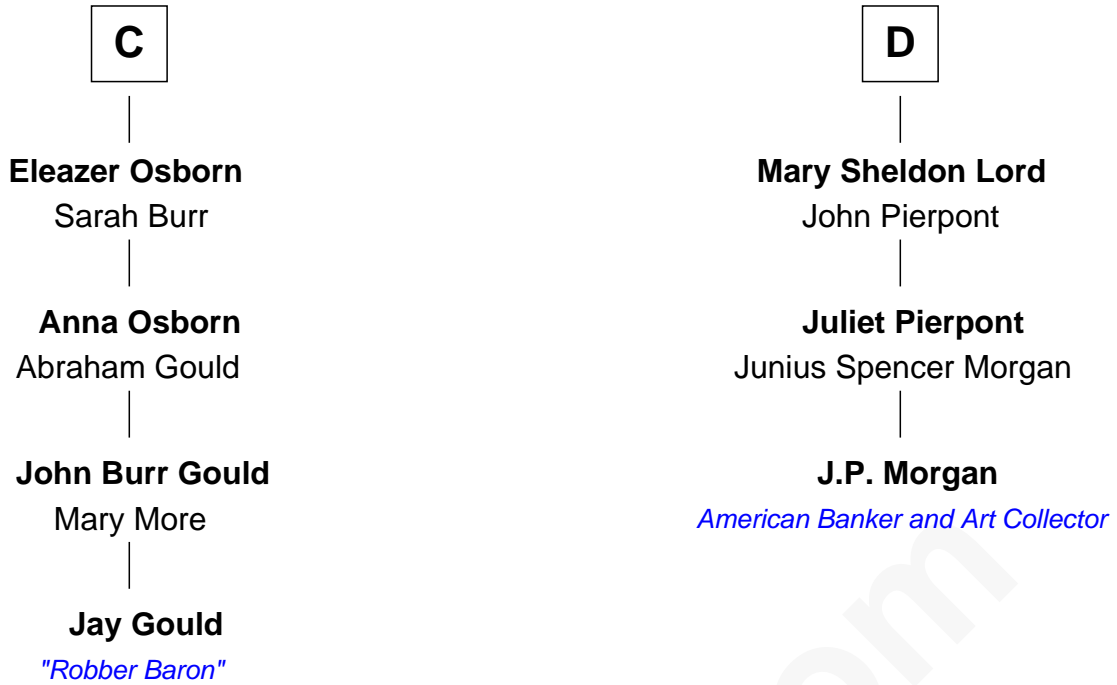 C
Eleazer Osborn
Sarah Burr
Anna Osborn
Abraham Gould
John Burr Gould
Mary More
Jay Gould
"Robber Baron"
D
Mary Sheldon Lord
John Pierpont
Juliet Pierpont
Junius Spencer Morgan
J.P. Morgan
American Banker and Art Collector
om